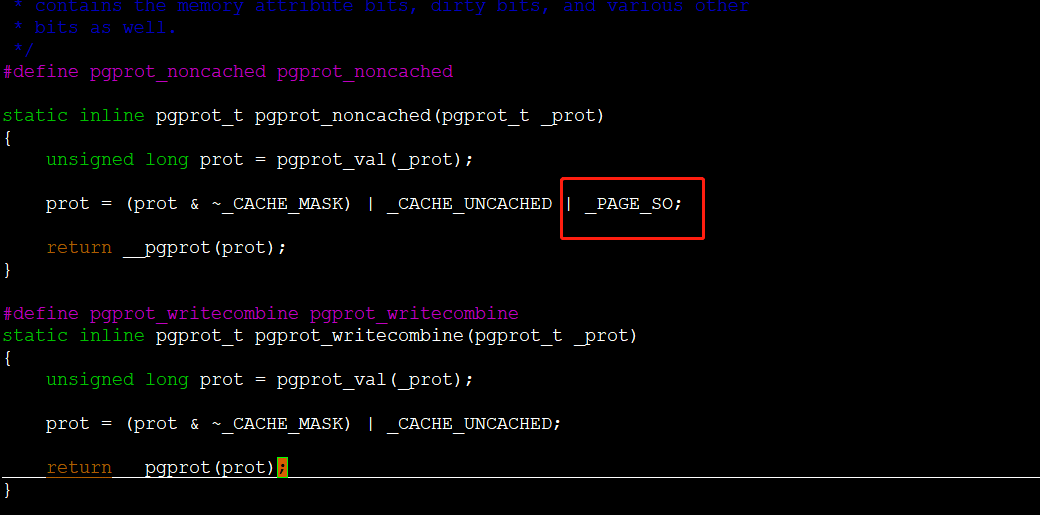 * contains the memory attribute bits, dirty bits, and various other
* bits as well.
*/
#define pgprot_noncached pgprot_noncached
static inline pgprot_t pgprot_noncached(pgprot_t _prot)
{
unsigned long prot = pgprot_val(_prot);
prot = (prot & ~_CACHE_MASK) | _CACHE_UNCACHED | _PAGE_SO;
return __pgprot(prot);
}
#define pgprot_writecombine pgprot_writecombine
static inline pgprot_t pgprot_writecombine(pgprot_t _prot)
{
unsigned long prot = pgprot_val(_prot);
prot = (prot & ~_CACHE_MASK) | _CACHE_UNCACHED;
return pgprot(prot);
}